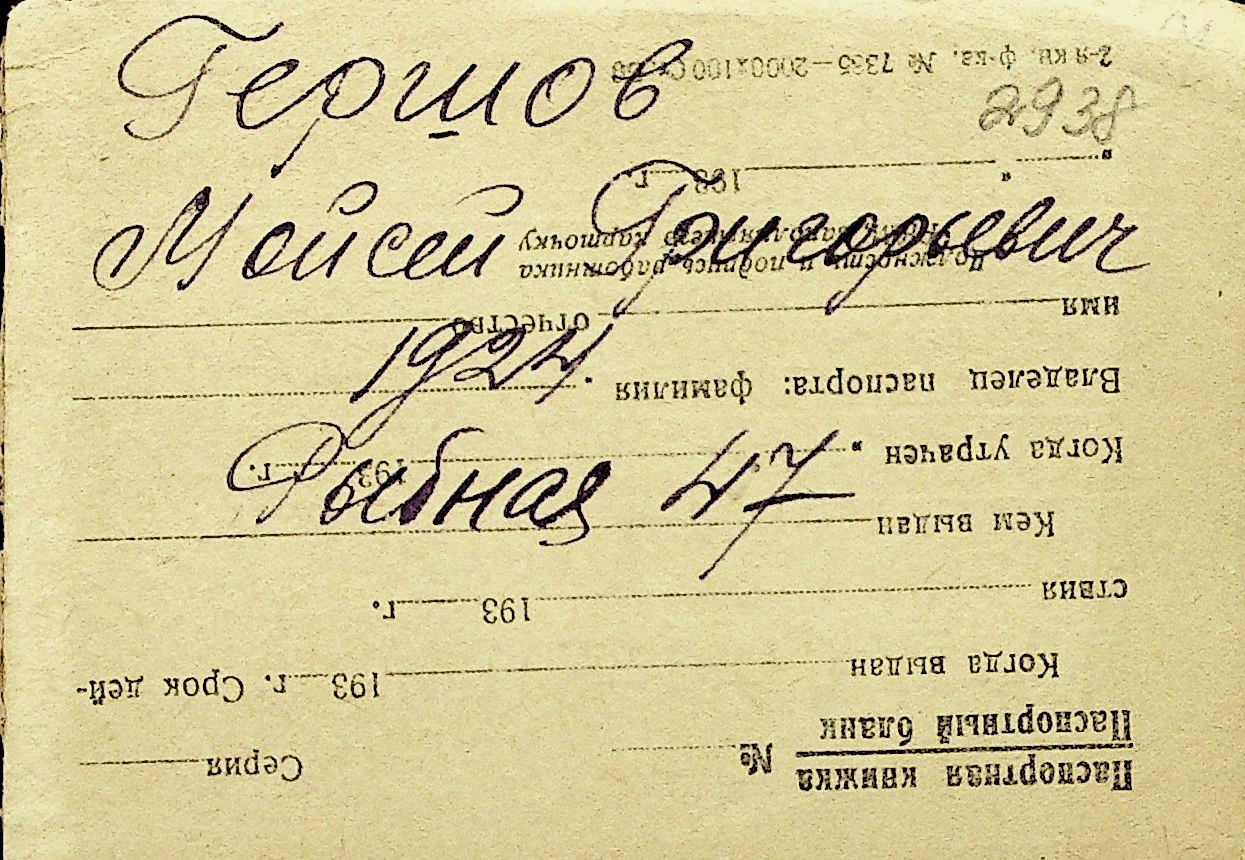 Гершов
2938
Мойсей Григорьевич
1924.
Рыбная 47
Паспортная книжка
Паспортный бланк
№ Серия
Когда выдан 193 г. Срок дей-
ствия 193 г.
Кем выдан
Когда утрачен „ “ 193 г.
Владелец паспорта: фамилия
имя отчество
Должность и подпись работника
заполнявшего карточку
„ “ 193 г.
2-я кн. ф-ка. № 7335—2000х100